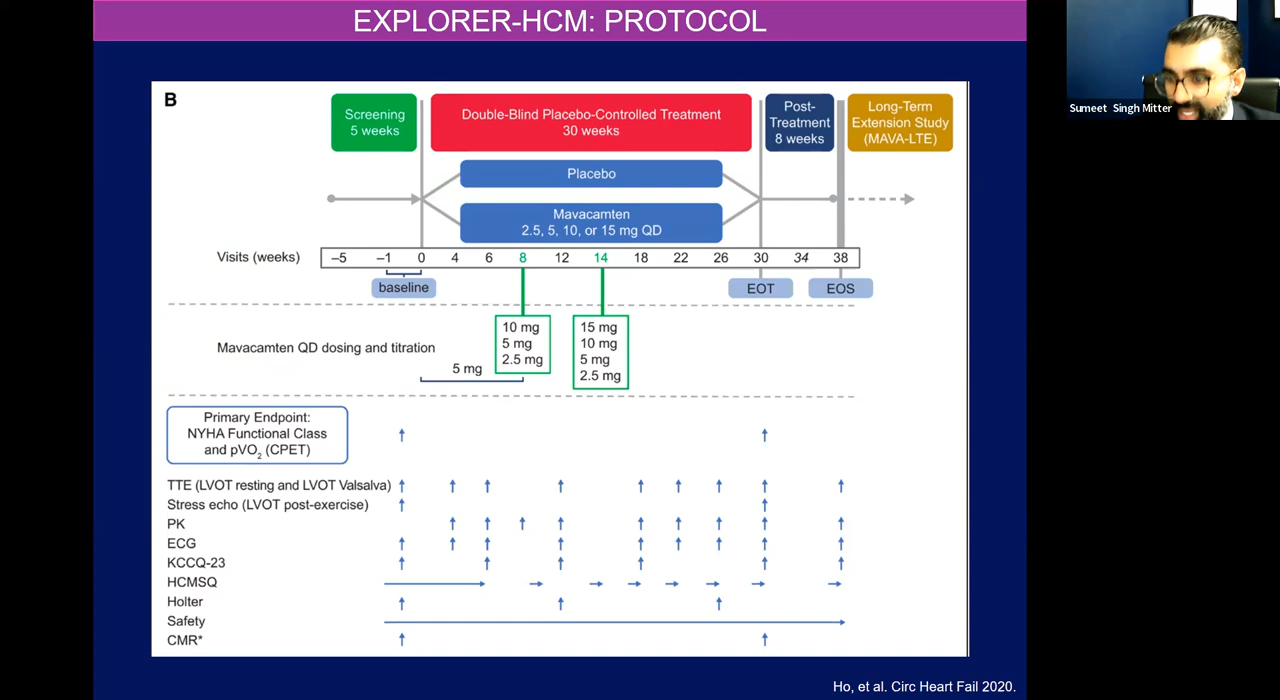 EXPLORER-HCM: PROTOCOL
Sumeet Singh Mitter
B
Screening
5 weeks
Double-Blind Placebo-Controlled Treatment
30 weeks
Post-
Treatment
8 weeks
Long-Term
Extension Study
(MAVA-LTE)
Placebo
Mavacamten
2.5, 5, 10, or 15 mg QD
Visits (weeks) –5 –1 0 4 6 8 12 14 18 22 26 30 34 38
baseline EOT EOS
Mavacamten QD dosing and titration
5 mg
10 mg
5 mg
2.5 mg
15 mg
10 mg
5 mg
2.5 mg
Primary Endpoint:
NYHA Functional Class
and pVO2 (CPET)
TTE (LVOT resting and LVOT Valsalva)
Stress echo (LVOT post-exercise)
PK
ECG
KCCQ-23
HCMSQ
Holter
Safety
CMR*
Ho, et al. Circ Heart Fail 2020.